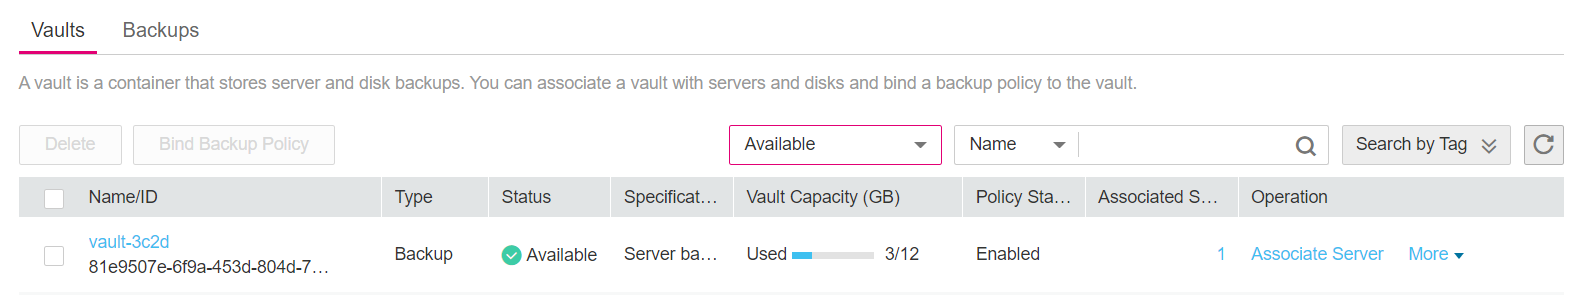 Vaults Backups
A vault is a container that stores server and disk backups. You can associate a vault with servers and disks and bind a backup policy to the vault.
Delete Bind Backup Policy Available Name Search by Tag
Name/ID Type Status Specificat... Vault Capacity (GB) Policy Sta... Associated S... Operation
vault-3c2d
81e9507e-6f9a-453d-804d-7... Backup Available Server ba... Used 3/12 Enabled 1 Associate Server More